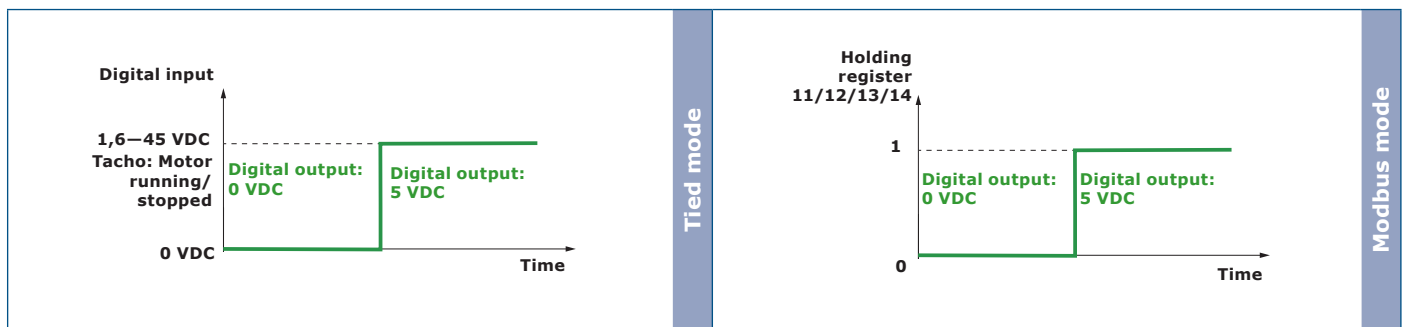 Digital input
1,6—45 VDC
Tacho: Motor
running/
stopped
0 VDC
Digital output:
0 VDC
Digital output:
5 VDC
Time
Tied mode
Holding
register
11/12/13/14
1
0
Digital output:
0 VDC
Digital output:
5 VDC
Time
Modbus mode